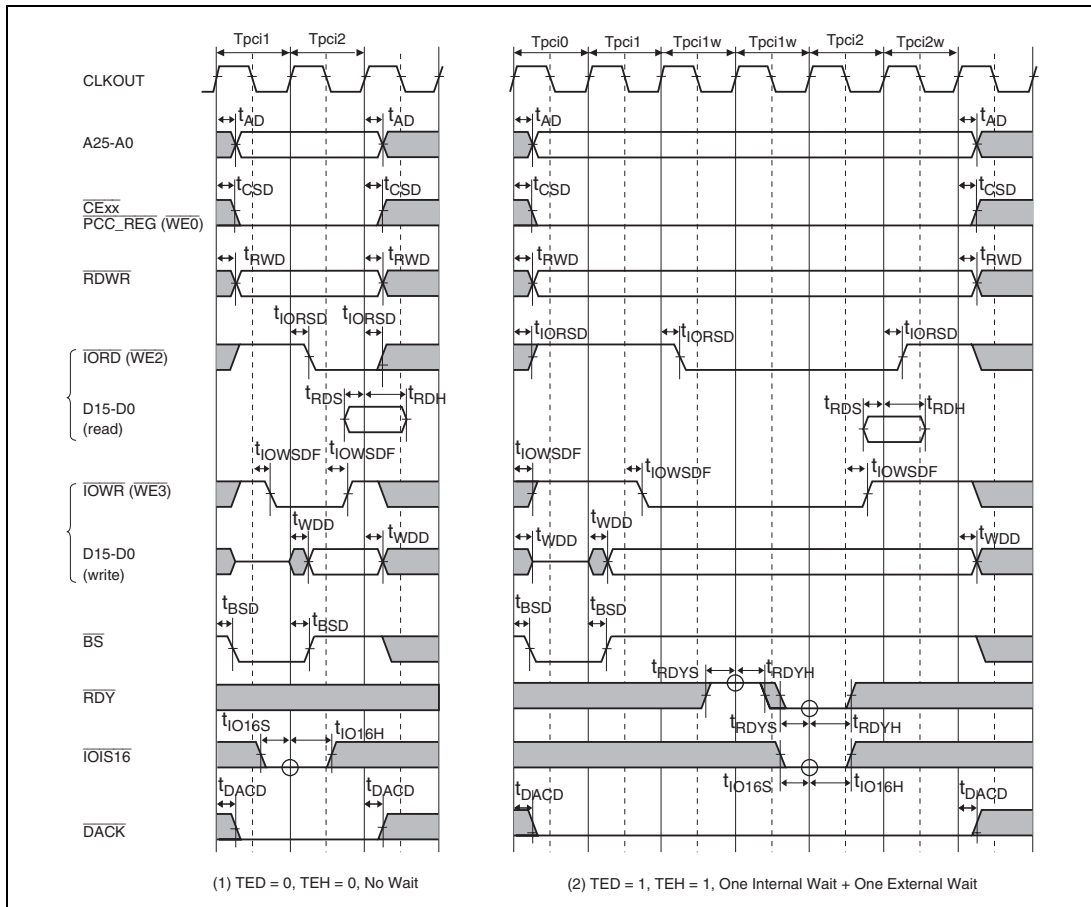 Tpci1 Tpci2 Tpci0 Tpci1 Tpci1w Tpci1w Tpci2 Tpci2w
CLKOUT
tAD tAD tAD tAD
A25-A0
tCSD tCSD tCSD tCSD
CExx
PCC_REG (WE0)
tRWD tRWD tRWD tRWD
RDWR
tIORSD tIORSD tIORSD tIORSD tIORSD
IORD (WE2)
tRDS tRDH tRDS tRDH
D15-D0
(read)
tIOWSDF tIOWSDF tIOWSDF tIOWSDF tIOWSDF
IOWR (WE3)
tWDD tWDD tWDD tWDD tWDD
D15-D0
(write)
tBSD tBSD tBSD tBSD
BS
tRDYS tRDYH
RDY
tRDYS tRDYH
tIO16S tIO16H
IOIS16
tIO16S tIO16H
tDACD tDACD tDACD tDACD
DACK
(1) TED = 0, TEH = 0, No Wait
(2) TED = 1, TEH = 1, One Internal Wait + One External Wait